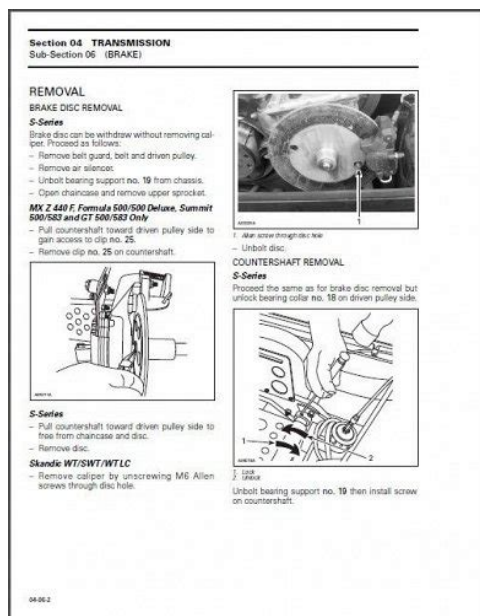 Section 04 TRANSMISSION
Sub-Section 06 (BRAKE)
REMOVAL
BRAKE DISC REMOVAL
S-Series
Brake disc can be withdraw without removing cal-
iper. Proceed as follows:
– Remove belt guard, belt and driven pulley.
– Remove air silencer.
– Unbolt bearing support no. 19 from chassis.
– Open chaincase and remove upper sprocket.
MX Z 440 F, Formula 500/500 Deluxe, Summit
500/583 and GT 500/583 Only
– Pull countershaft toward driven pulley side to
gain access to clip no. 25.
– Remove clip no. 25 on countershaft.
S-Series
– Pull countershaft toward driven pulley side to
free from chaincase and disc.
– Remove disc.
Skandic WT/SWT/WT LC
– Remove caliper by unscrewing M6 Allen
screws through disc hole.
1
1. Allen screw through disc hole
– Unbolt disc.
COUNTERSHAFT REMOVAL
S-Series
Proceed the same as for brake disc removal but
unlock bearing collar no. 18 on driven pulley side.
1
2
1. Lock
2. Unlock
Unbolt bearing support no. 19 then install screw
on countershaft.
04-06-2